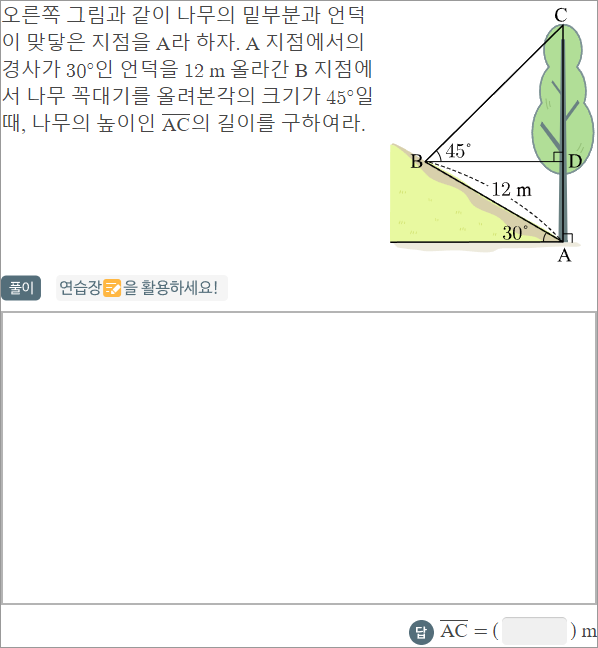 오른쪽 그림과 같이 나무의 밑부분과 언덕
이 맞닿은 지점을 A라 하자. A 지점에서의
경사가 30°인 언덕을 12 m 올라간 B 지점에
서 나무 꼭대기를 올려본각의 크기가 45°일
때, 나무의 높이인 A̅C̅의 길이를 구하여라.
C
B 45° D
12 m
30°
A
풀이 연습장을 활용하세요!
답 A̅C̅ = ( ) m